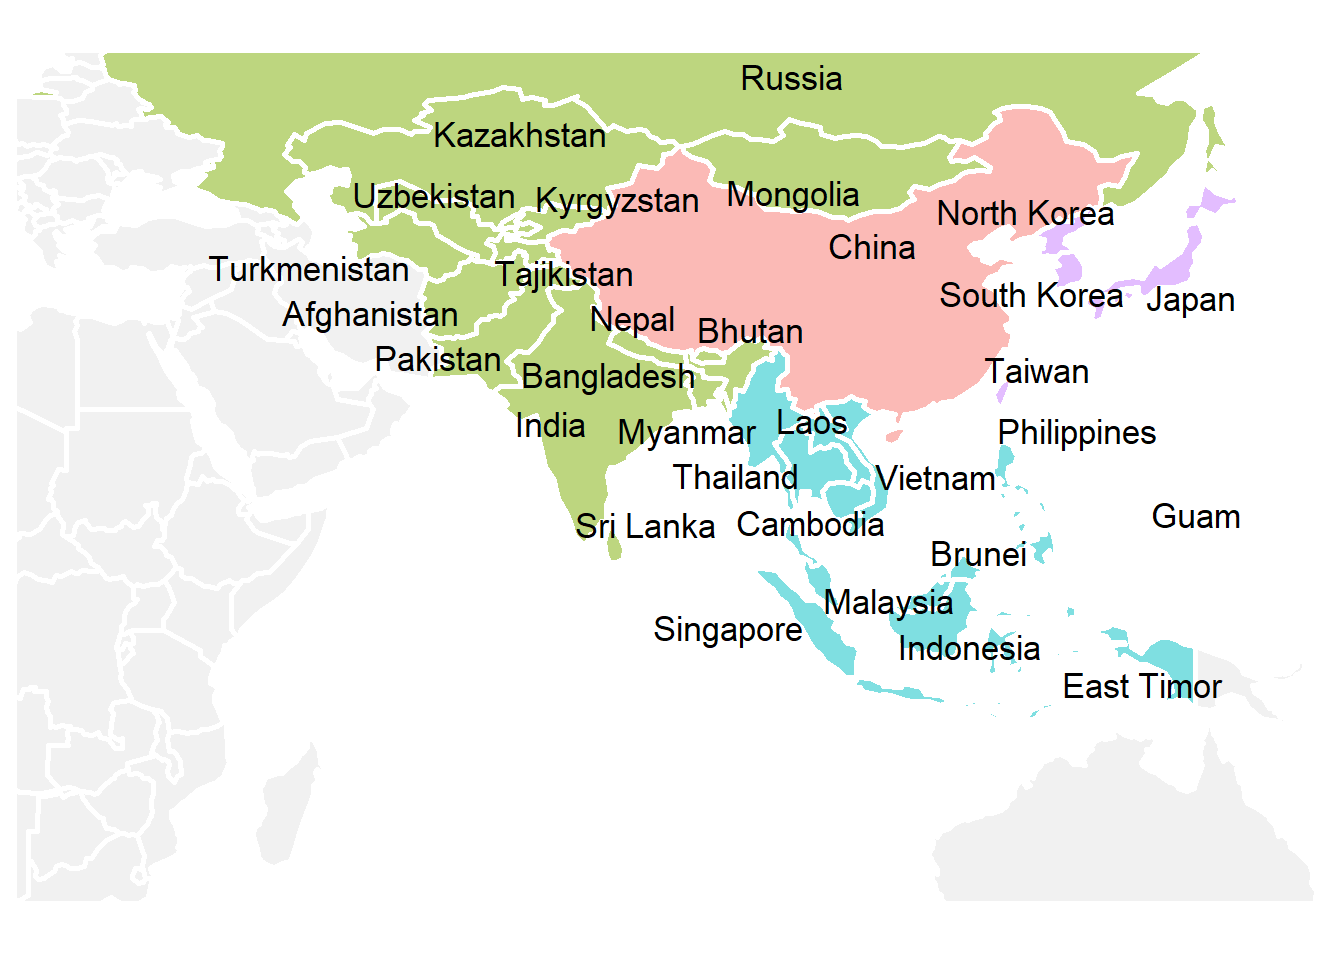 Russia
Kazakhstan
Uzbekistan
Kyrgyzstan
Mongolia
North Korea
China
Turkmenistan
Tajikistan
South Korea
Japan
Afghanistan
Nepal
Bhutan
Pakistan
Bangladesh
Taiwan
India
Myanmar
Laos
Philippines
Thailand
Vietnam
Sri Lanka
Cambodia
Guam
Brunei
Malaysia
Singapore
Indonesia
East Timor